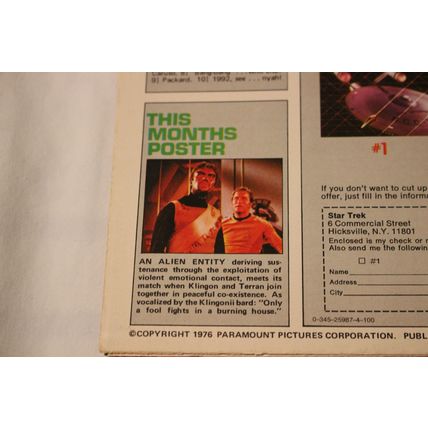 9) Packard. 10) 1992, see ... nyah!
THIS
MONTHS
POSTER
AN ALIEN ENTITY deriving sus-
tenance through the exploitation of
violent emotional contact, meets its
match when Klingon and Terran join
together in peaceful co-existence. As
vocalized by the Klingonii bard: "Only
a fool fights in a burning house."
#1
If you don't want to cut up
offer, just fill in the inform
Star Trek
6 Commercial Street
Hicksville, N.Y. 11801
Enclosed is my check or m
Also send me the following
#1
Name
Address
City
0-345-25987-4-100
©COPYRIGHT 1976 PARAMOUNT PICTURES CORPORATION. PUBL